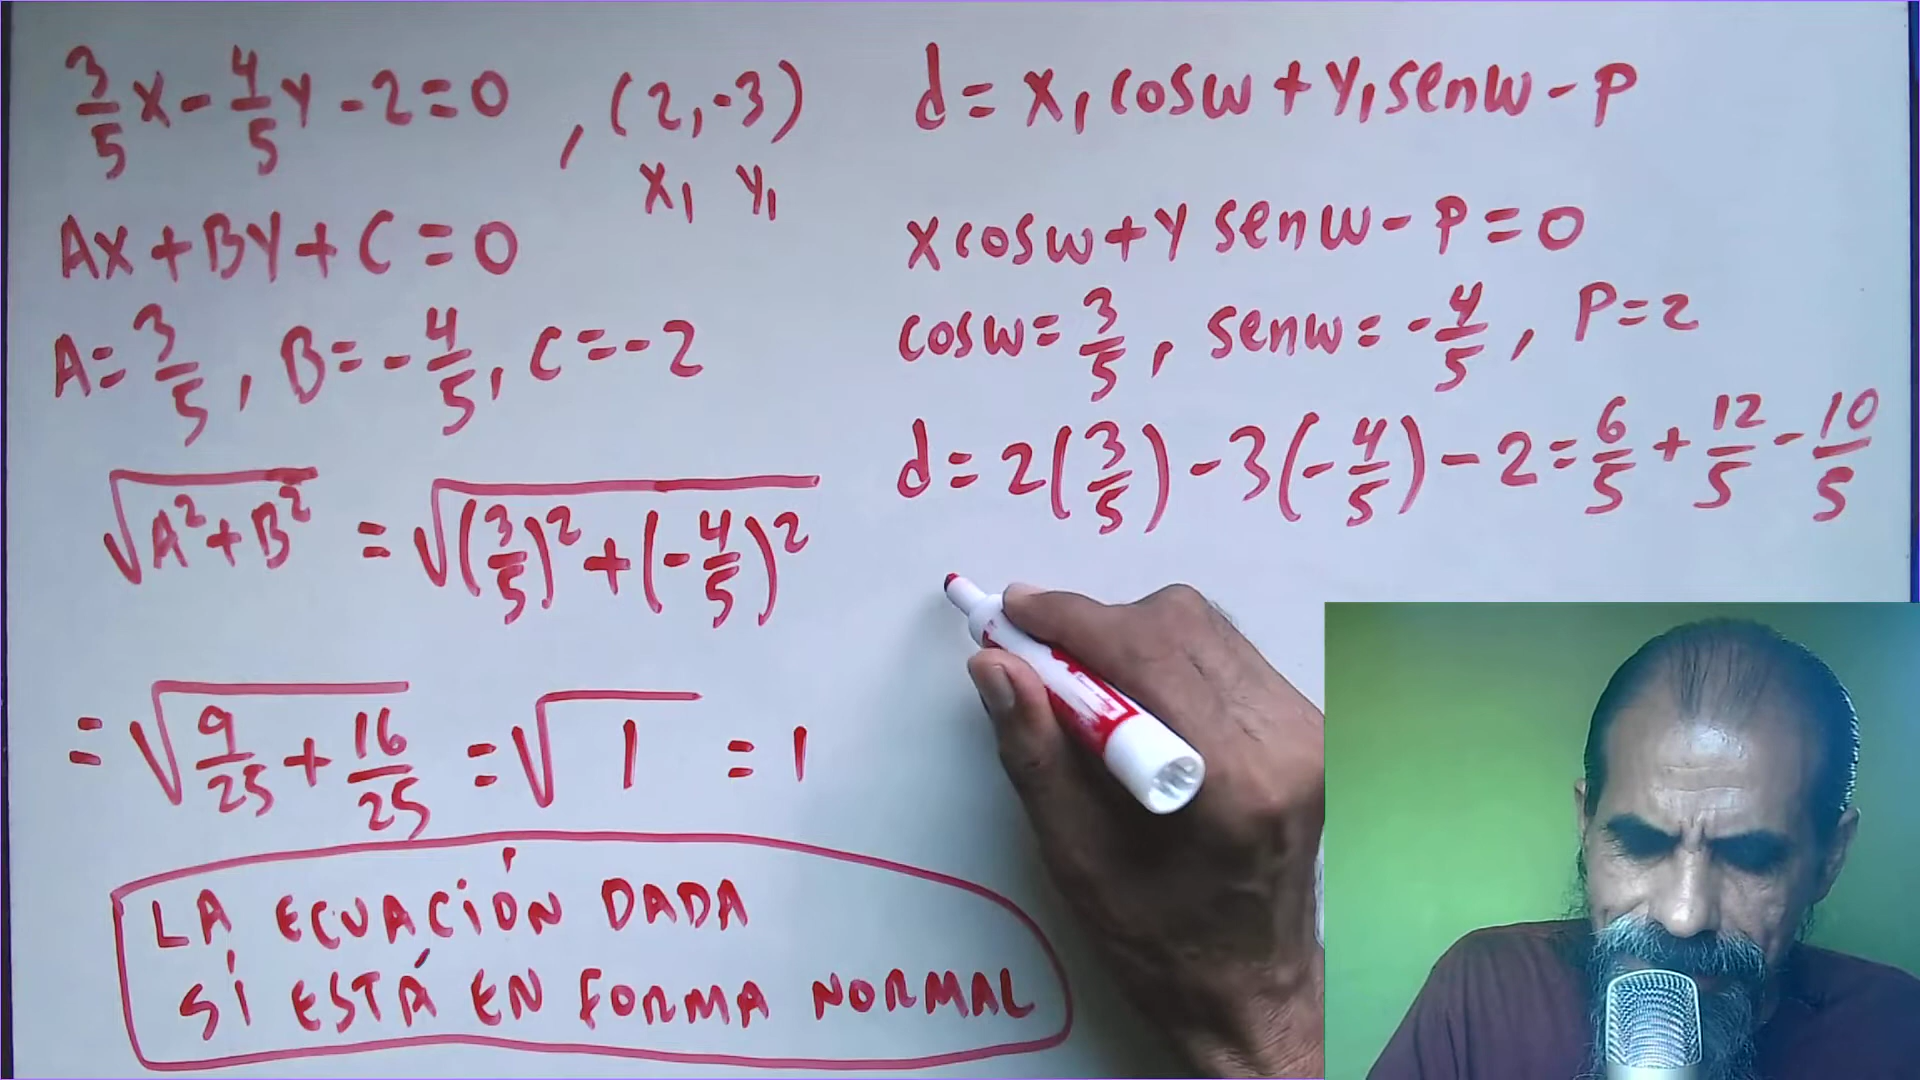 3/5 x - 4/5 y - 2 = 0 , (2, -3)
x₁ y₁
Ax + By + C = 0
A = 3/5 , B = - 4/5 , C = -2
√(A² + B²) = √((3/5)² + (-4/5)²)
= √(9/25 + 16/25) = √1 = 1
LA ECUACIÓN DADA
SÍ ESTÁ EN FORMA NORMAL
d = x₁ cosw + y₁ senw - p
x cosw + y senw - p = 0
cosw = 3/5 , senw = - 4/5 , P = 2
d = 2(3/5) - 3(-4/5) - 2 = 6/5 + 12/5 - 10/5